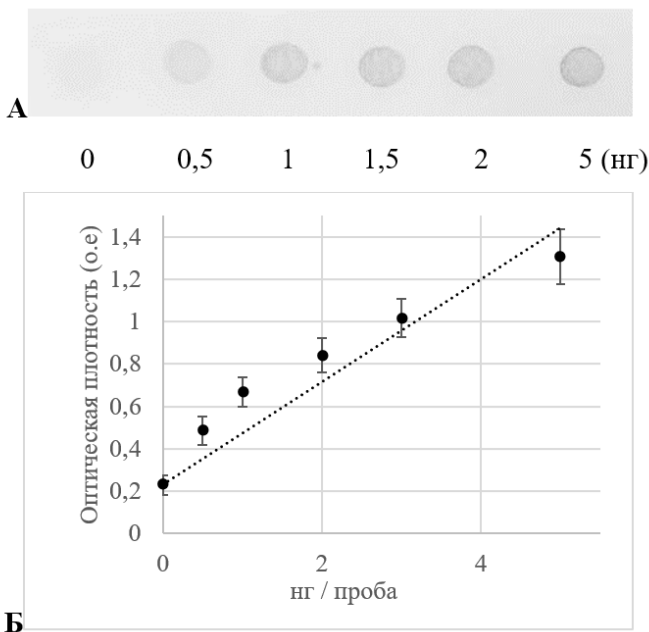 А
0 0,5 1 1,5 2 5 (нг)
Оптическая плотность (о.е)
1,4
1,2
1
0,8
0,6
0,4
0,2
0
0 2 4
нг / проба
Б